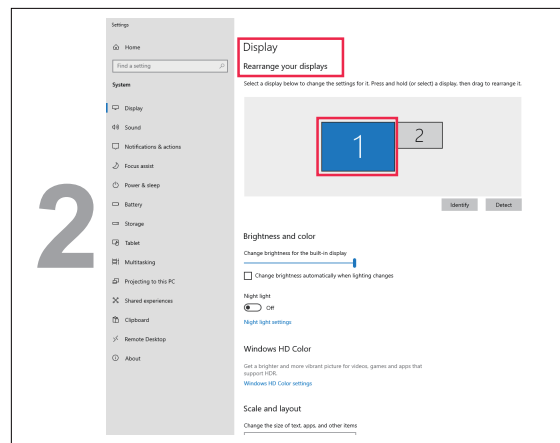 2
Settings
Home
Find a setting
System
Display
Sound
Notifications & actions
Focus assist
Power & sleep
Battery
Storage
Tablet
Multitasking
Projecting to this PC
Shared experiences
Clipboard
Remote Desktop
About
Display
Rearrange your displays
Select a display below to change the settings for it. Press and hold (or select) a display, then drag to rearrange it.
1
2
Identify Detect
Brightness and color
Change brightness for the built-in display
Change brightness automatically when lighting changes
Night light
Off
Night light settings
Windows HD Color
Get a brighter and more vibrant picture for videos, games and apps that
support HDR.
Windows HD Color settings
Scale and layout
Change the size of text, apps, and other items